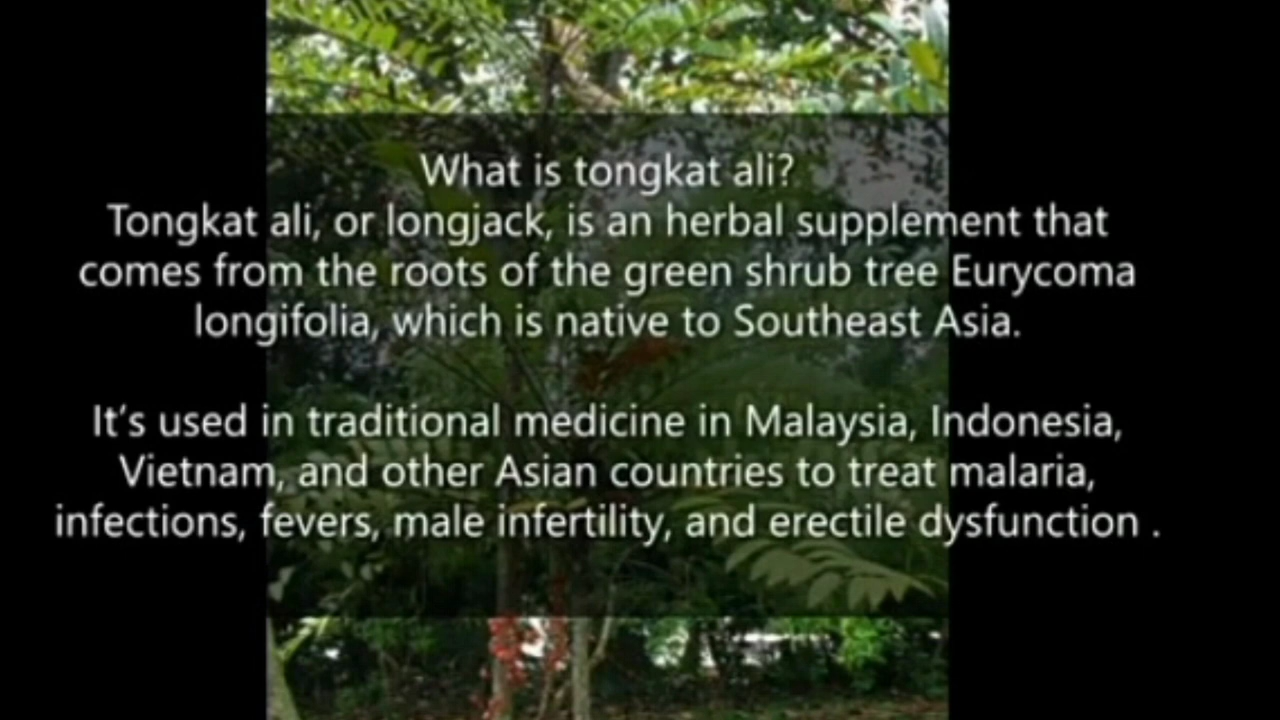 What is tongkat ali?
Tongkat ali, or longjack, is an herbal supplement that
comes from the roots of the green shrub tree Eurycoma
longifolia, which is native to Southeast Asia.
It’s used in traditional medicine in Malaysia, Indonesia,
Vietnam, and other Asian countries to treat malaria,
infections, fevers, male infertility, and erectile dysfunction .